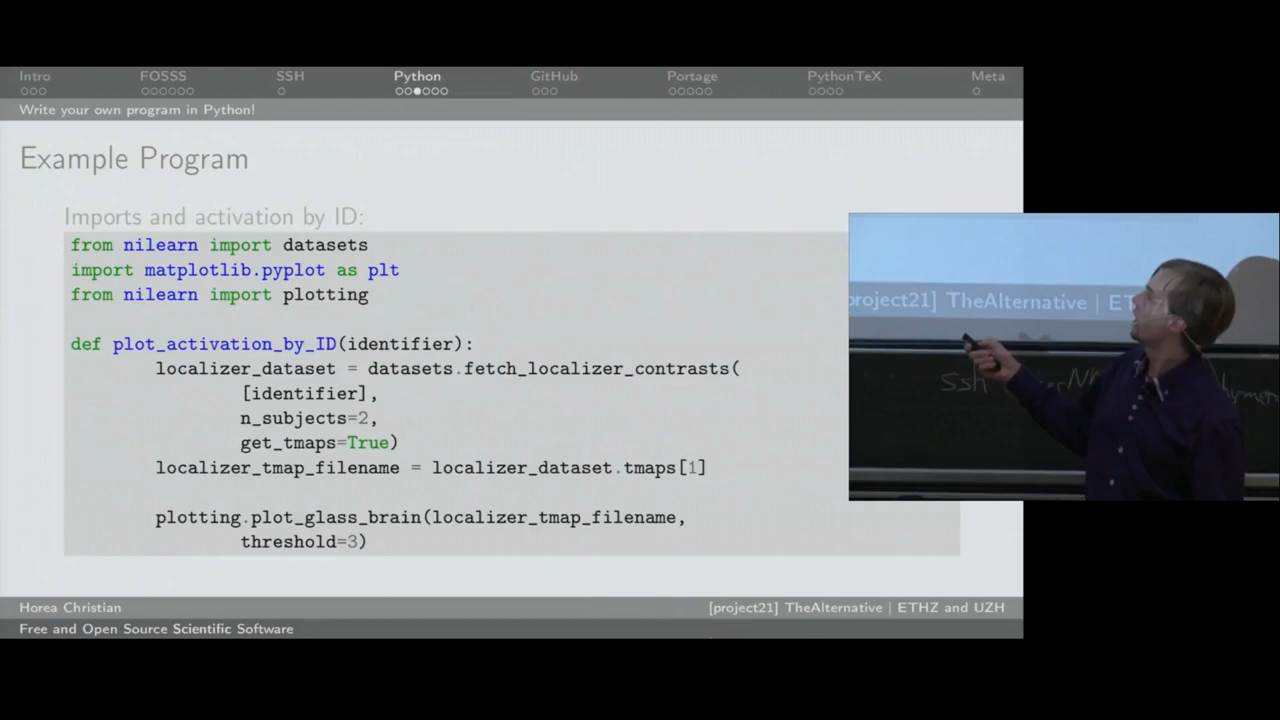 Intro FOSSS SSH Python GitHub Portage PythonTeX Meta
Write your own program in Python!
Example Program
Imports and activation by ID:
from nilearn import datasets
import matplotlib.pyplot as plt
from nilearn import plotting
def plot_activation_by_ID(identifier):
localizer_dataset = datasets.fetch_localizer_contrasts(
[identifier],
n_subjects=2,
get_tmaps=True)
localizer_tmap_filename = localizer_dataset.tmaps[1]
plotting.plot_glass_brain(localizer_tmap_filename,
threshold=3)
project21] TheAlternative | ET
Ssh
Horea Christian [project21] TheAlternative | ETHZ and UZH
Free and Open Source Scientific Software